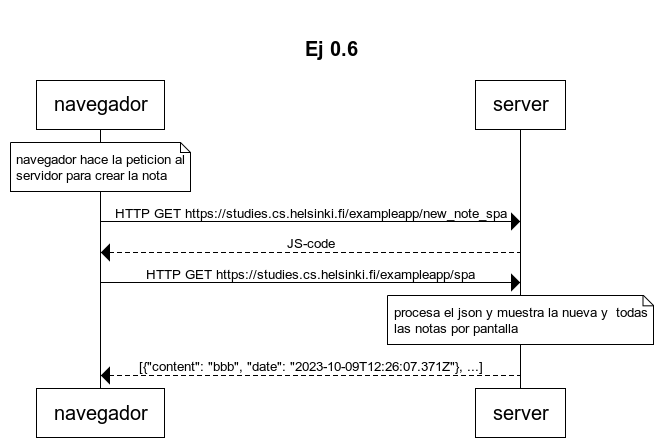 Ej 0.6
navegador
server
navegador hace la peticion al
servidor para crear la nota
HTTP GET https://studies.cs.helsinki.fi/exampleapp/new_note_spa
JS-code
HTTP GET https://studies.cs.helsinki.fi/exampleapp/spa
procesa el json y muestra la nueva y  todas
las notas por pantalla
[{"content": "bbb", "date": "2023-10-09T12:26:07.371Z"}, ...]
navegador
server